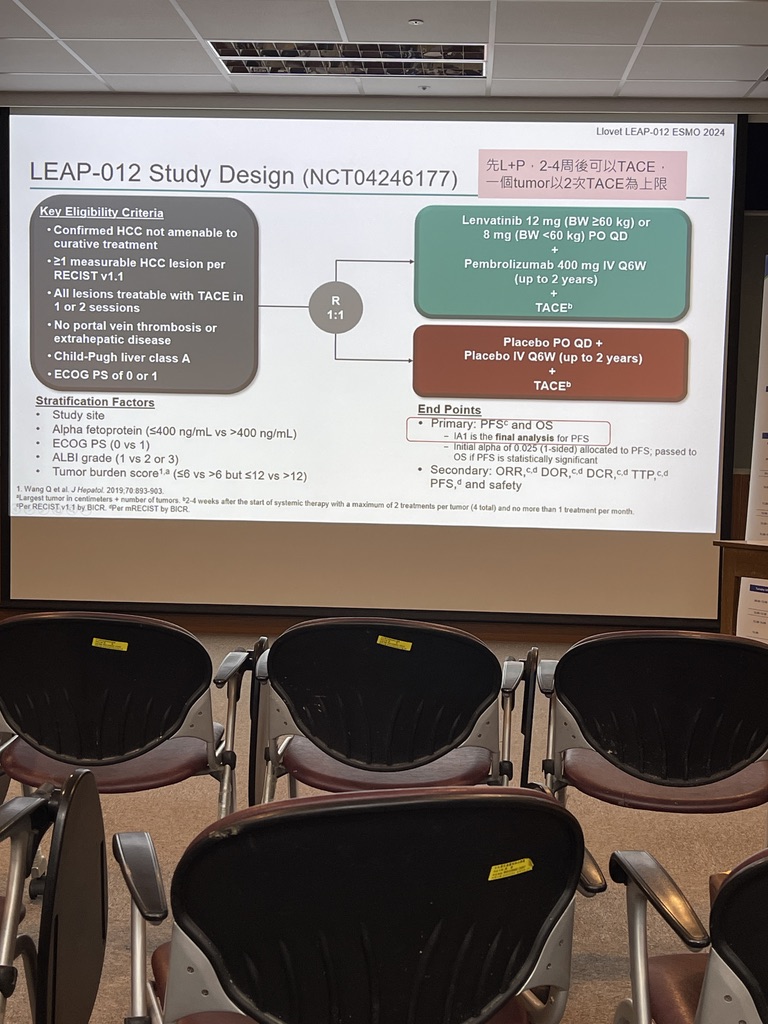 Llovet LEAP-012 ESMO 2024
LEAP-012 Study Design (NCT04246177)
先L+P，2-4周後可以TACE，
一個tumor以2次TACE為上限
Key Eligibility Criteria
• Confirmed HCC not amenable to
curative treatment
• ≥1 measurable HCC lesion per
RECIST v1.1
• All lesions treatable with TACE in
1 or 2 sessions
• No portal vein thrombosis or
extrahepatic disease
• Child-Pugh liver class A
• ECOG PS of 0 or 1
R
1:1
Lenvatinib 12 mg (BW ≥60 kg) or
8 mg (BW <60 kg) PO QD
+
Pembrolizumab 400 mg IV Q6W
(up to 2 years)
+
TACEᵇ
Placebo PO QD +
Placebo IV Q6W (up to 2 years)
+
TACEᵇ
Stratification Factors
• Study site
• Alpha fetoprotein (≤400 ng/mL vs >400 ng/mL)
• ECOG PS (0 vs 1)
• ALBI grade (1 vs 2 or 3)
• Tumor burden score¹,ᵃ (≤6 vs >6 but ≤12 vs >12)
End Points
• Primary: PFSᶜ and OS
– IA1 is the final analysis for PFS
– Initial alpha of 0.025 (1-sided) allocated to PFS; passed to
OS if PFS is statistically significant
• Secondary: ORR,ᶜ,ᵈ DOR,ᶜ,ᵈ DCR,ᶜ,ᵈ TTP,ᶜ,ᵈ
PFS,ᵈ and safety
1. Wang Q et al. J Hepatol. 2019;70:893-903.
ᵃLargest tumor in centimeters + number of tumors. ᵇ2-4 weeks after the start of systemic therapy with a maximum of 2 treatments per tumor (4 total) and no more than 1 treatment per month.
ᶜPer RECIST v1.1 by BICR. ᵈPer mRECIST by BICR.